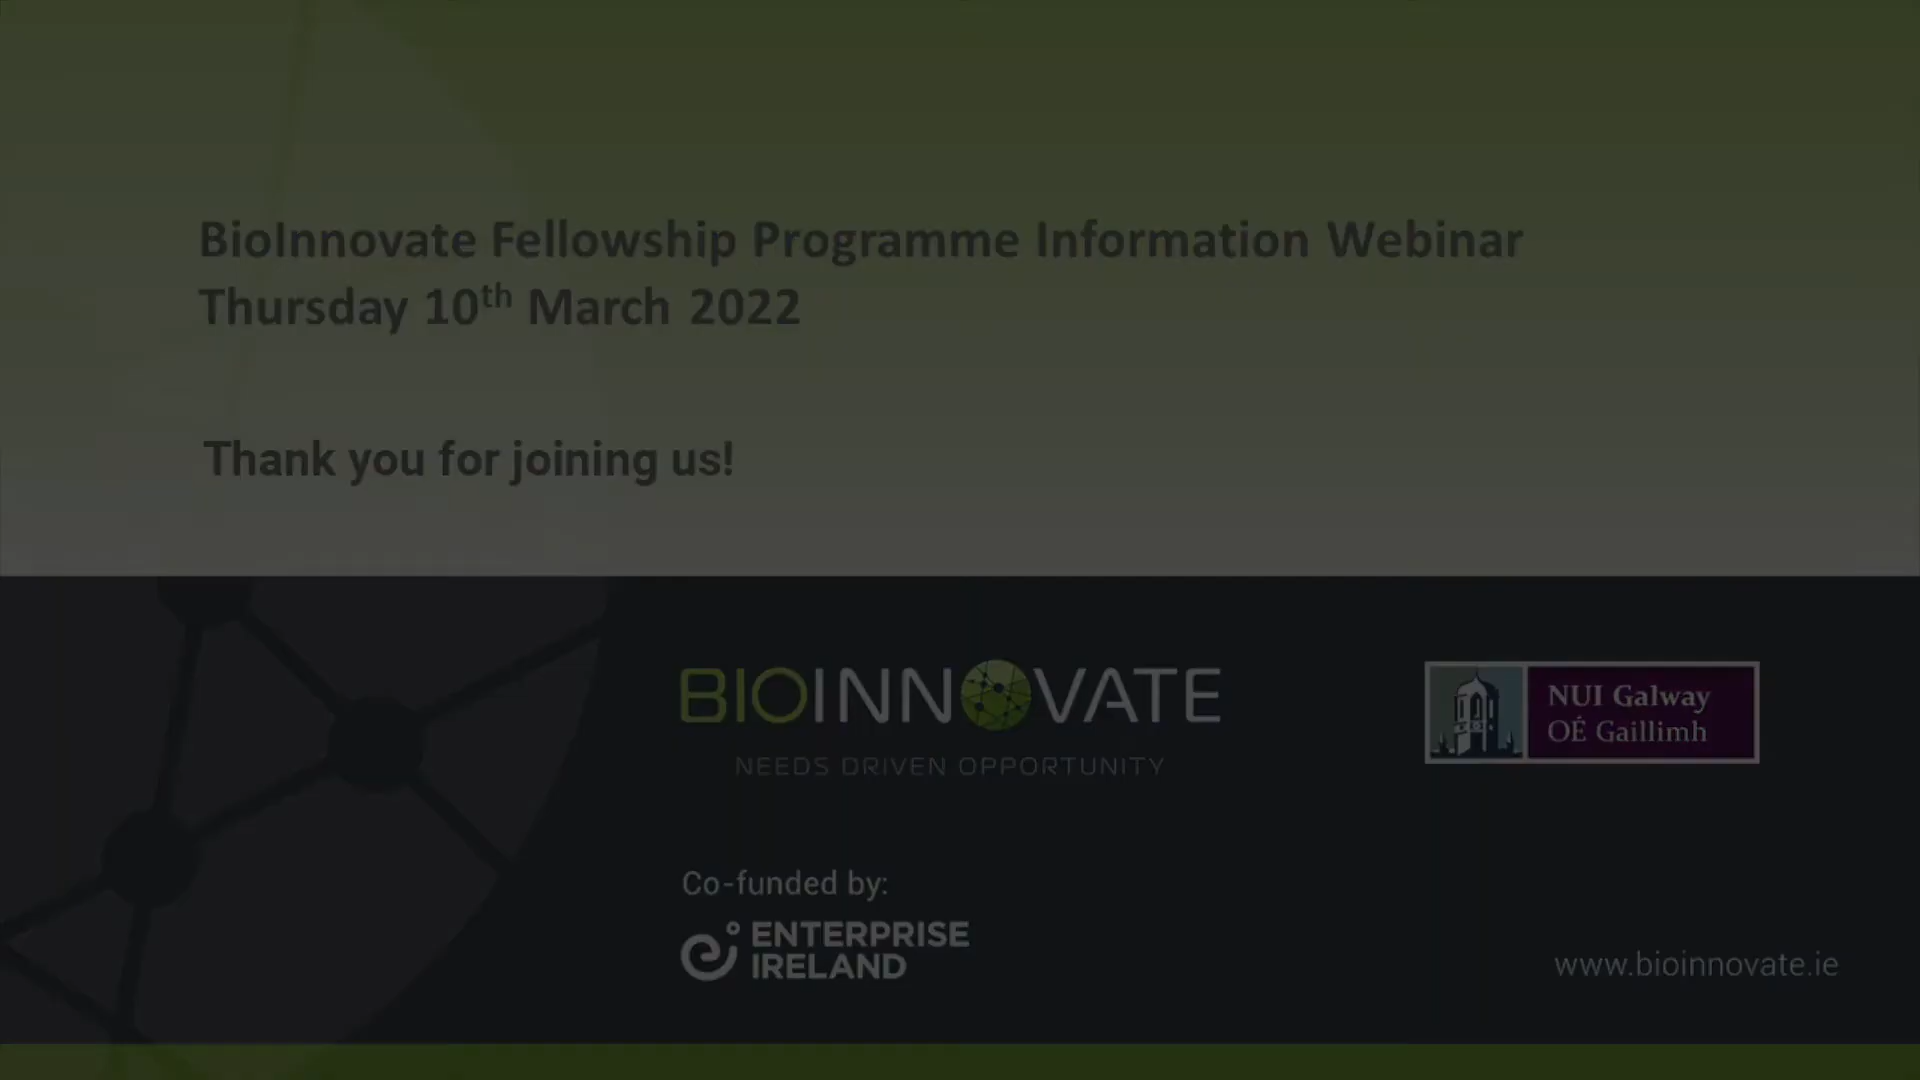 BioInnovate Fellowship Programme Information Webinar
Thursday 10th March 2022
Thank you for joining us!
BIOINNOVATE
NEEDS DRIVEN OPPORTUNITY
NUI Galway
OÉ Gaillimh
Co-funded by:
ENTERPRISE
IRELAND
www.bioinnovate.ie